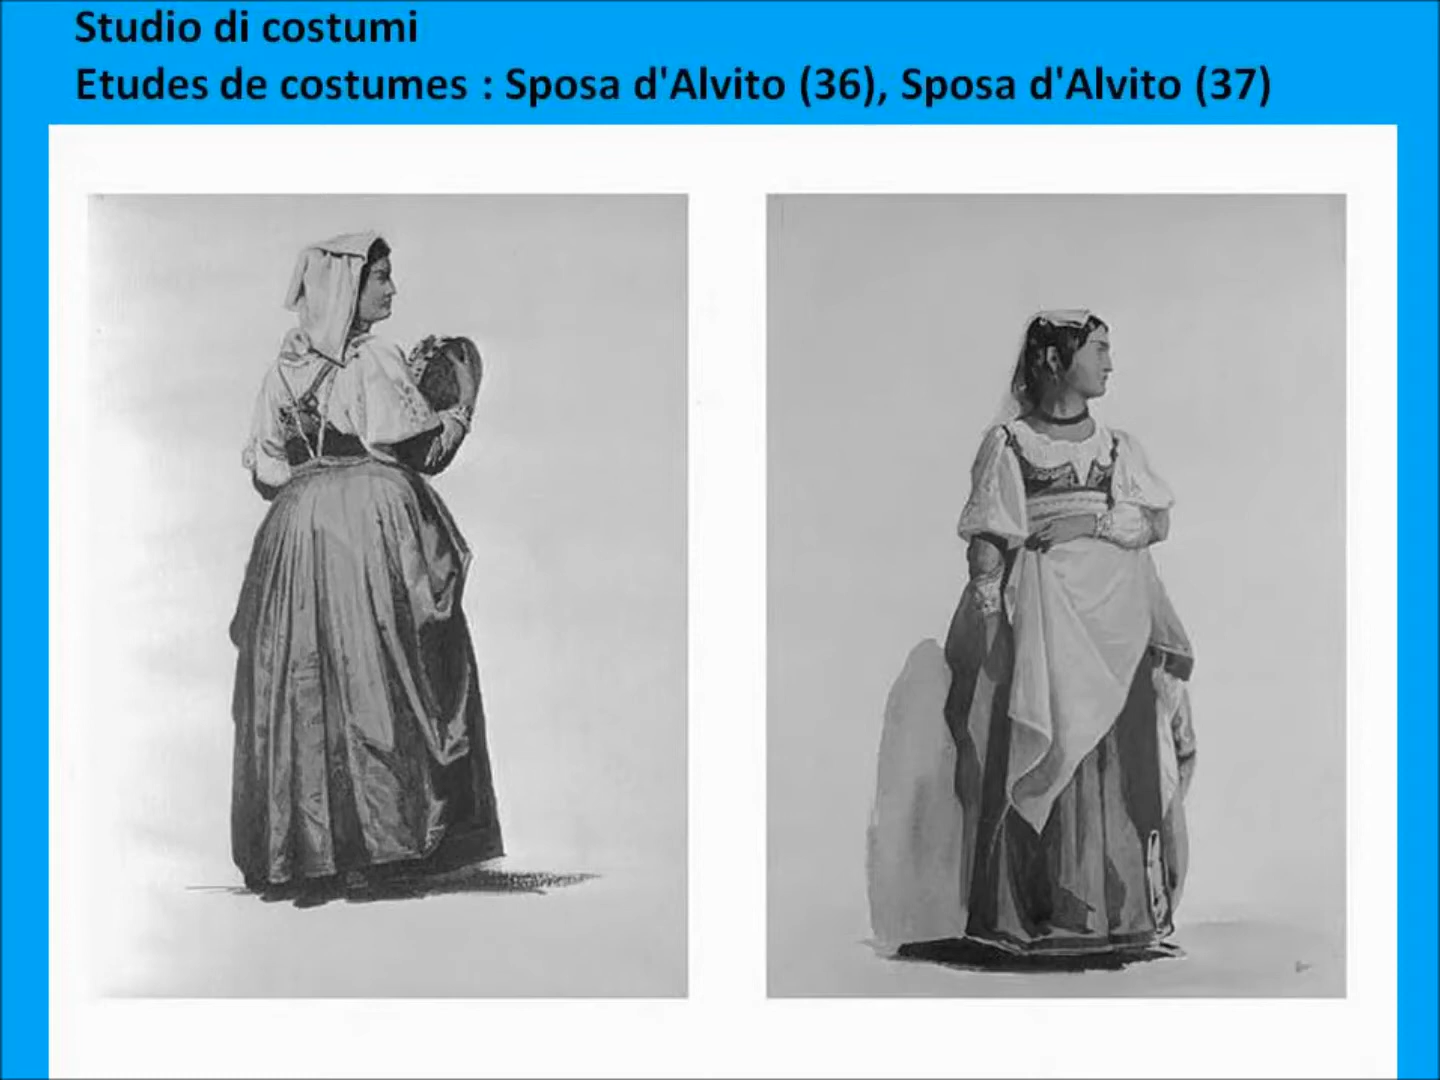 Studio di costumi
Etudes de costumes : Sposa d'Alvito (36), Sposa d'Alvito (37)